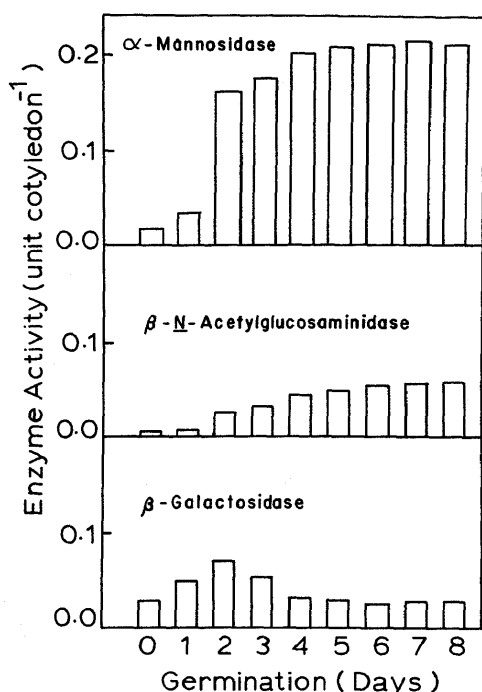 Enzyme Activity (unit cotyledon⁻¹)
0.2
α-Mannosidase
0.1
0.0
β-N-Acetylglucosaminidase
0.1
0.0
β-Galactosidase
0.1
0.0
0 1 2 3 4 5 6 7 8
Germination (Days)